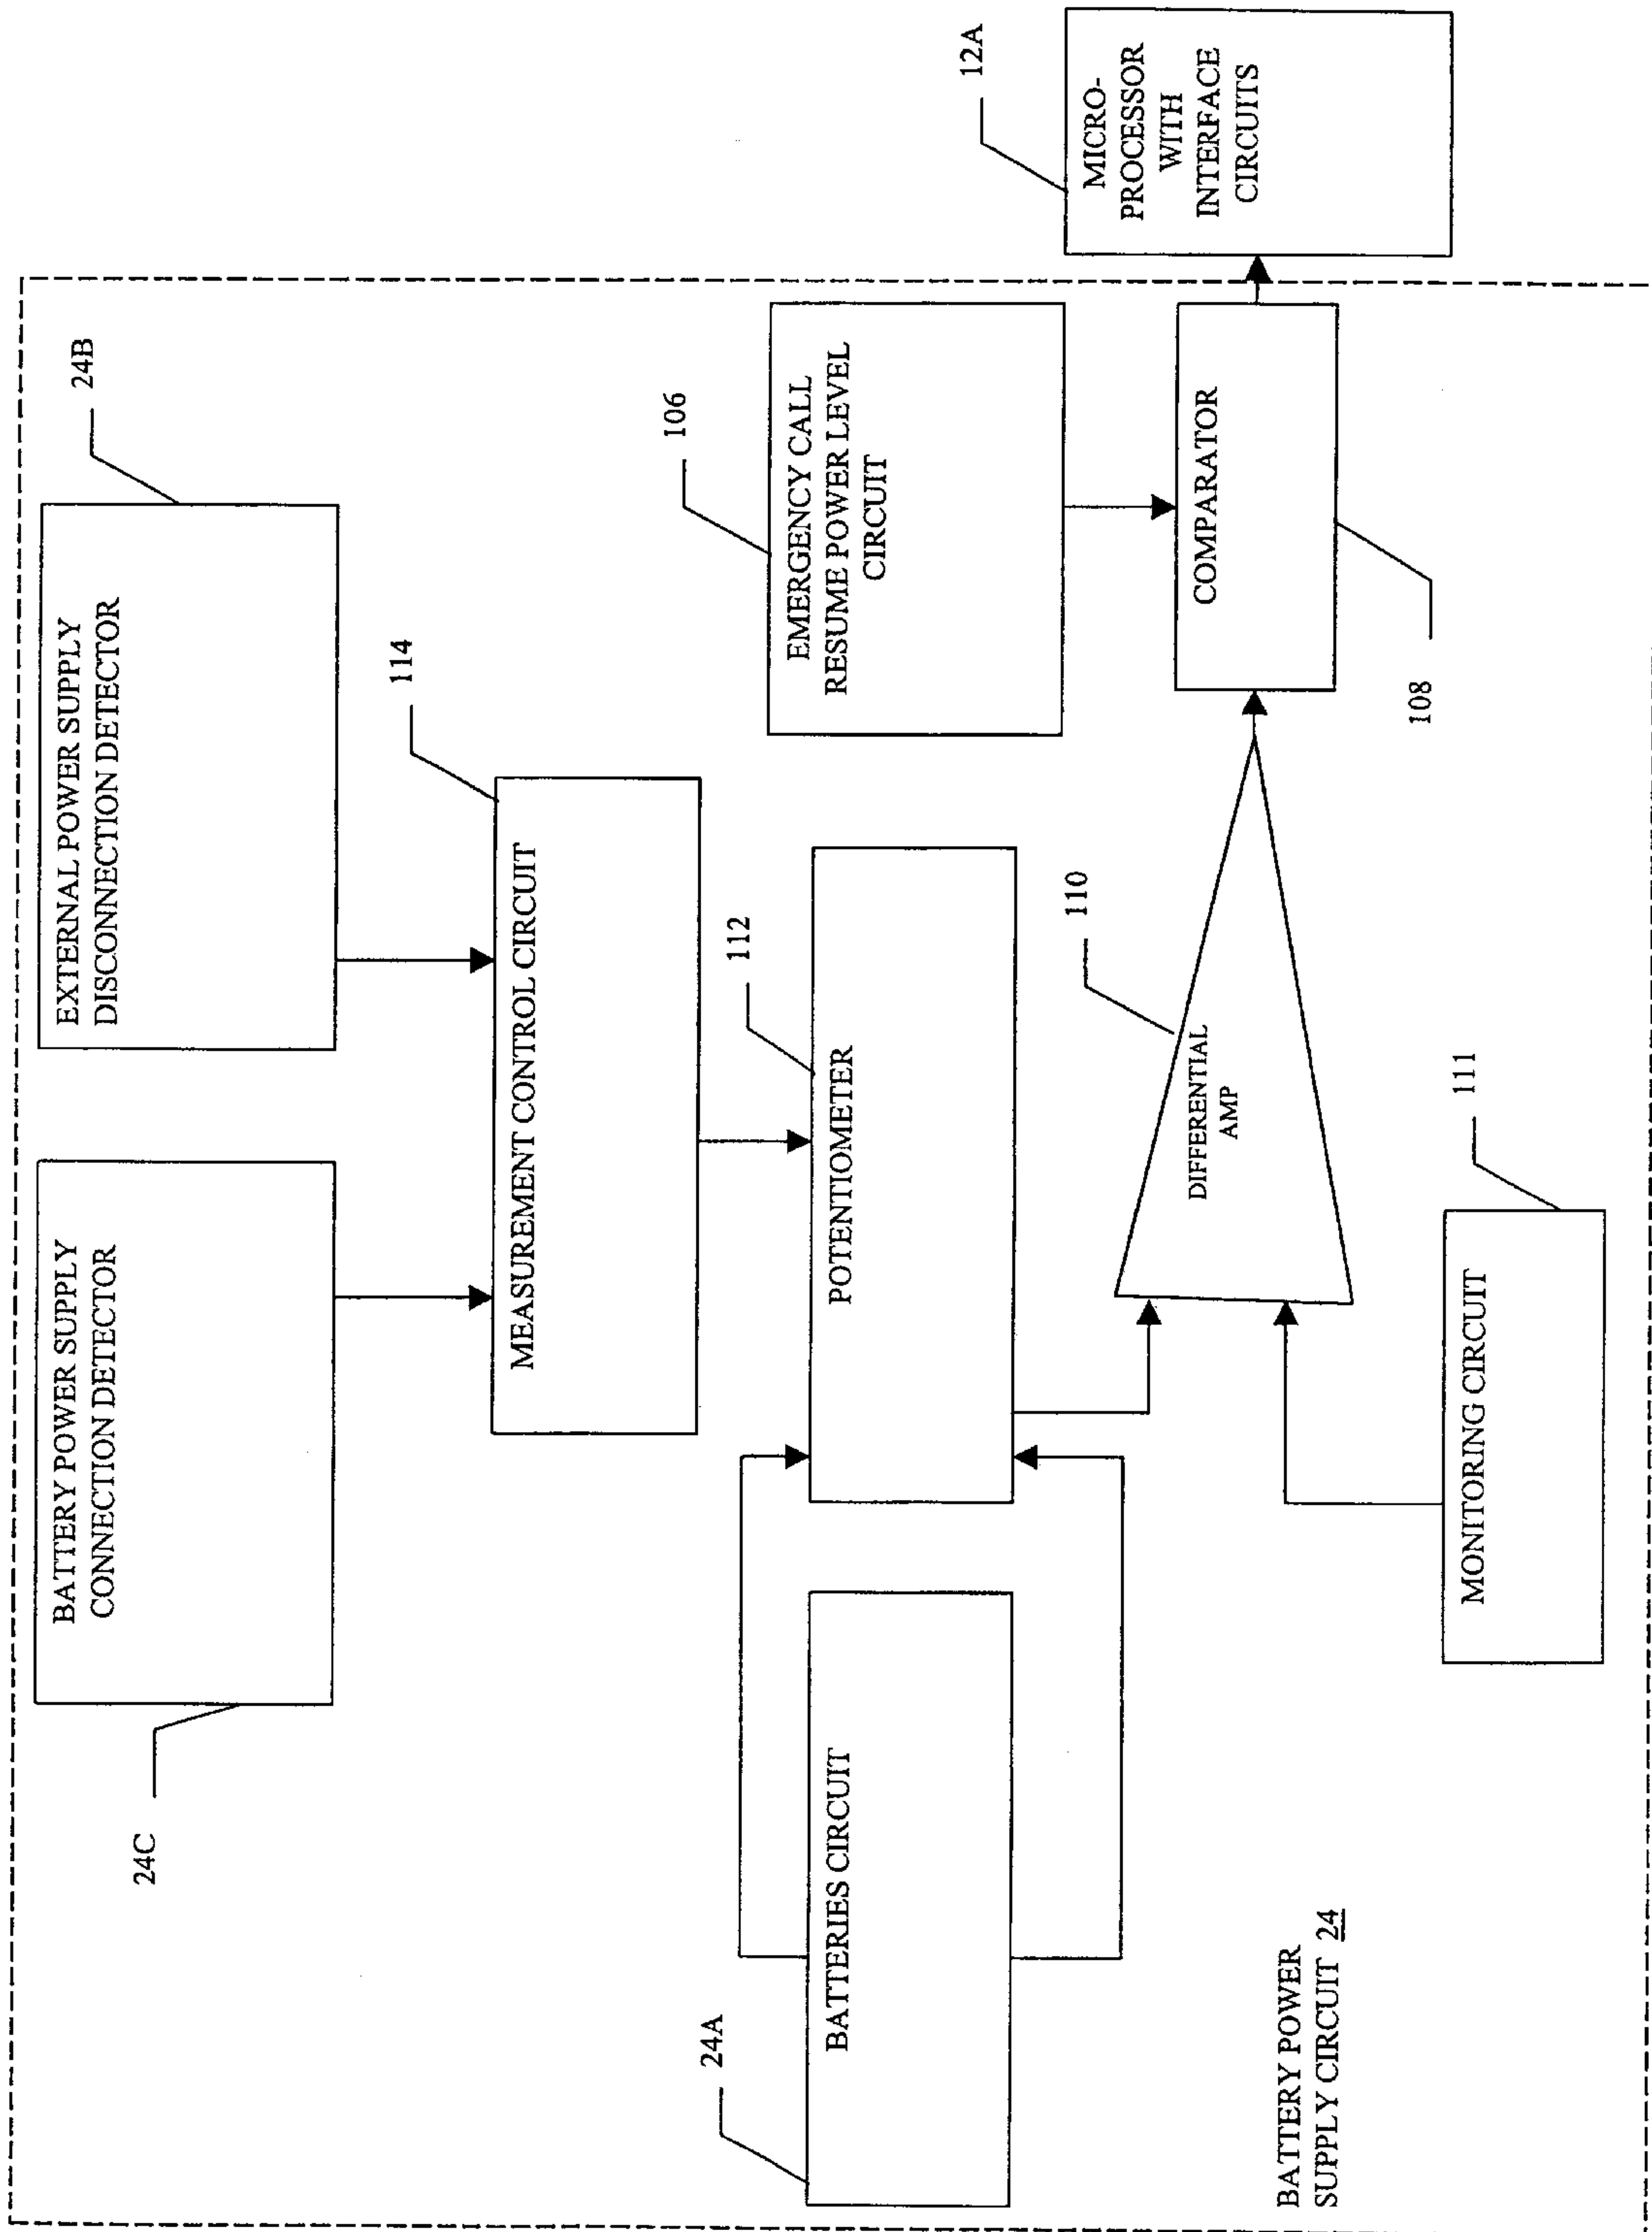 24C
BATTERY POWER SUPPLY
CONNECTION DETECTOR
EXTERNAL POWER SUPPLY
DISCONNECTION DETECTOR
24B
114
MEASUREMENT CONTROL CIRCUIT
24A
BATTERIES CIRCUIT
112
POTENTIOMETER
106
EMERGENCY CALL
RESUME POWER LEVEL
CIRCUIT
110
DIFFERENTIAL
AMP
COMPARATOR
108
12A
MICRO-
PROCESSOR
WITH
INTERFACE
CIRCUITS
111
MONITORING CIRCUIT
BATTERY POWER
SUPPLY CIRCUIT 24